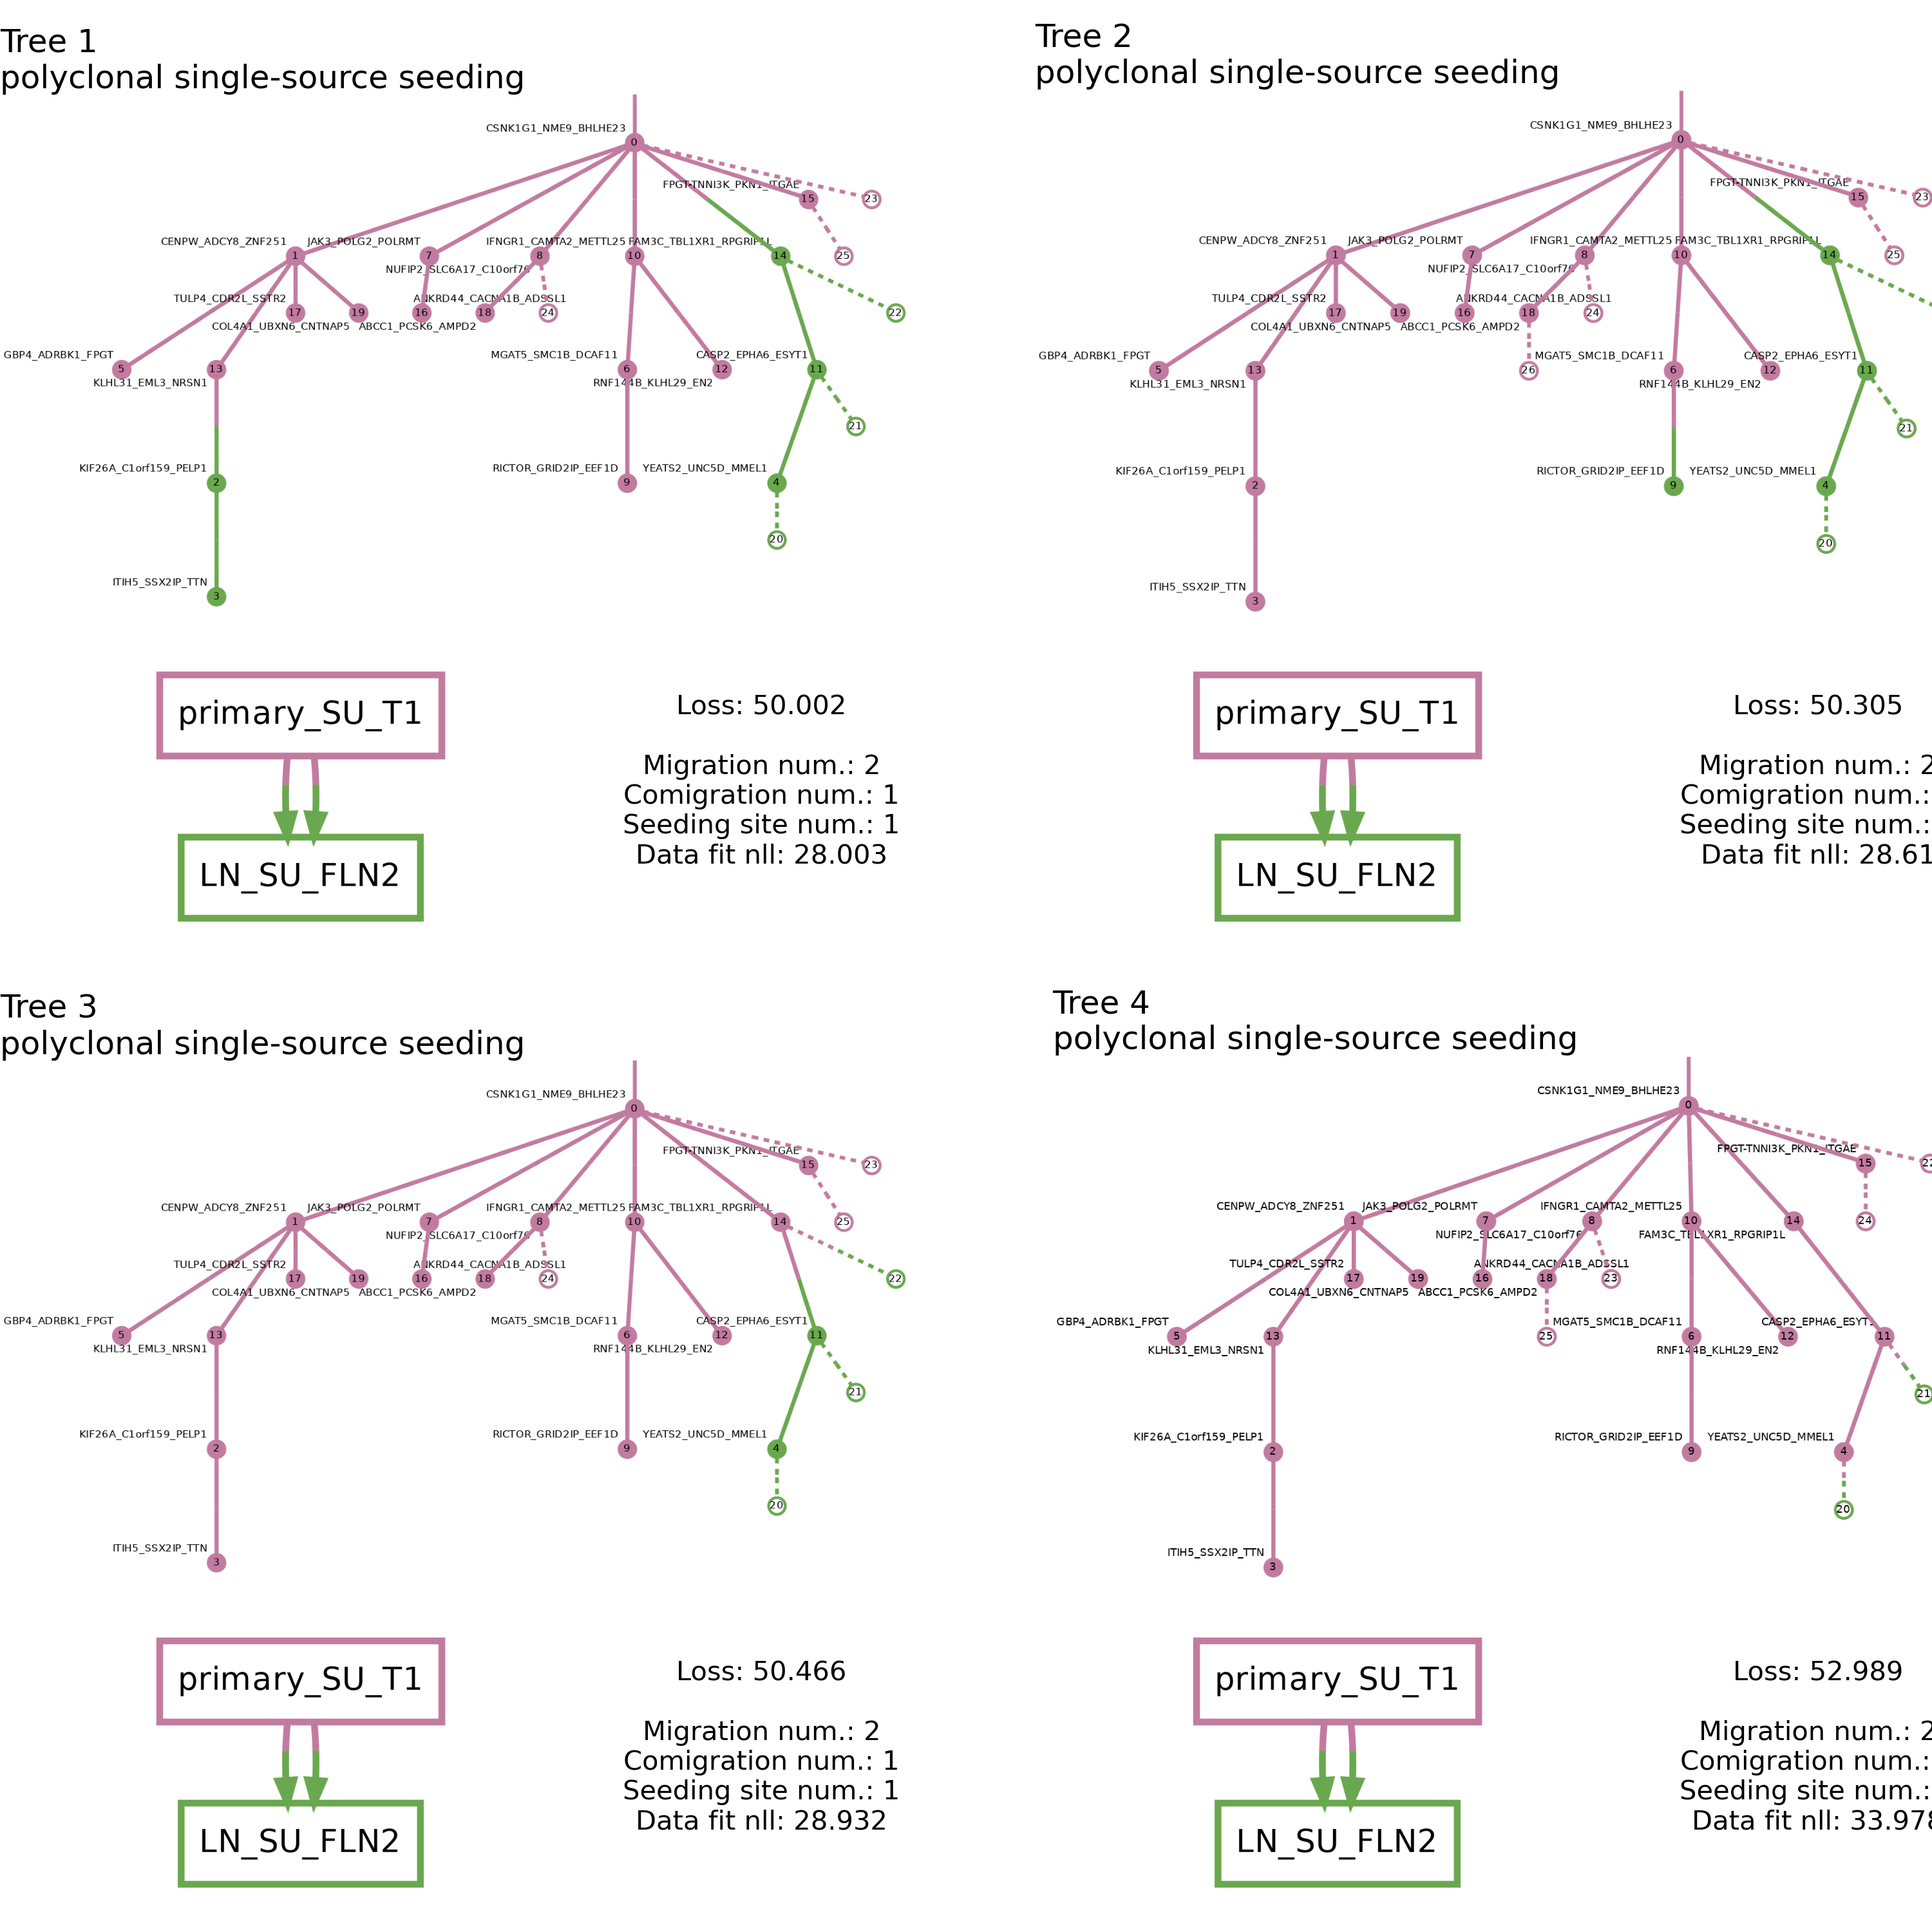 Tree 1
polyclonal single-source seeding
CSNK1G1_NME9_BHLHE23
0
FPGT-TNNI3K_PKN1_ITGAE
15
23
CENPW_ADCY8_ZNF251
1
JAK3_POLG2_POLRMT
7
IFNGR1_CAMTA2_METTL25
8
FAM3C_TBL1XR1_RPGRIP1L
10
14
25
NUFIP2_SLC6A17_C10orf76
TULP4_CDR2L_SSTR2
17
19
16
ANKRD44_CACNA1B_ADSSL1
18
24
22
COL4A1_UBXN6_CNTNAP5
ABCC1_PCSK6_AMPD2
GBP4_ADRBK1_FPGT
5
13
MGAT5_SMC1B_DCAF11
6
CASP2_EPHA6_ESYT1
12
11
KLHL31_EML3_NRSN1
RNF144B_KLHL29_EN2
21
KIF26A_C1orf159_PELP1
2
RICTOR_GRID2IP_EEF1D
9
YEATS2_UNC5D_MMEL1
4
20
ITIH5_SSX2IP_TTN
3
primary_SU_T1
LN_SU_FLN2
Loss: 50.002
Migration num.: 2
Comigration num.: 1
Seeding site num.: 1
Data fit nll: 28.003
Tree 2
polyclonal single-source seeding
CSNK1G1_NME9_BHLHE23
0
FPGT-TNNI3K_PKN1_ITGAE
15
23
CENPW_ADCY8_ZNF251
1
JAK3_POLG2_POLRMT
7
IFNGR1_CAMTA2_METTL25
8
FAM3C_TBL1XR1_RPGRIP1L
10
14
25
NUFIP2_SLC6A17_C10orf76
TULP4_CDR2L_SSTR2
17
19
16
ANKRD44_CACNA1B_ADSSL1
18
24
COL4A1_UBXN6_CNTNAP5
ABCC1_PCSK6_AMPD2
GBP4_ADRBK1_FPGT
5
13
26
MGAT5_SMC1B_DCAF11
6
CASP2_EPHA6_ESYT1
12
11
KLHL31_EML3_NRSN1
RNF144B_KLHL29_EN2
21
KIF26A_C1orf159_PELP1
2
RICTOR_GRID2IP_EEF1D
9
YEATS2_UNC5D_MMEL1
4
20
ITIH5_SSX2IP_TTN
3
primary_SU_T1
LN_SU_FLN2
Loss: 50.305
Migration num.: 2
Comigration num.:
Seeding site num.:
Data fit nll: 28.61
Tree 3
polyclonal single-source seeding
CSNK1G1_NME9_BHLHE23
0
FPGT-TNNI3K_PKN1_ITGAE
15
23
CENPW_ADCY8_ZNF251
1
JAK3_POLG2_POLRMT
7
IFNGR1_CAMTA2_METTL25
8
FAM3C_TBL1XR1_RPGRIP1L
10
14
25
NUFIP2_SLC6A17_C10orf76
TULP4_CDR2L_SSTR2
17
19
16
ANKRD44_CACNA1B_ADSSL1
18
24
22
COL4A1_UBXN6_CNTNAP5
ABCC1_PCSK6_AMPD2
GBP4_ADRBK1_FPGT
5
13
MGAT5_SMC1B_DCAF11
6
CASP2_EPHA6_ESYT1
12
11
KLHL31_EML3_NRSN1
RNF144B_KLHL29_EN2
21
KIF26A_C1orf159_PELP1
2
RICTOR_GRID2IP_EEF1D
9
YEATS2_UNC5D_MMEL1
4
20
ITIH5_SSX2IP_TTN
3
primary_SU_T1
LN_SU_FLN2
Loss: 50.466
Migration num.: 2
Comigration num.: 1
Seeding site num.: 1
Data fit nll: 28.932
Tree 4
polyclonal single-source seeding
CSNK1G1_NME9_BHLHE23
0
FPGT-TNNI3K_PKN1_ITGAE
15
22
CENPW_ADCY8_ZNF251
1
JAK3_POLG2_POLRMT
7
IFNGR1_CAMTA2_METTL25
8
10
14
24
NUFIP2_SLC6A17_C10orf76
FAM3C_TBL1XR1_RPGRIP1L
TULP4_CDR2L_SSTR2
17
19
16
ANKRD44_CACNA1B_ADSSL1
18
23
COL4A1_UBXN6_CNTNAP5
ABCC1_PCSK6_AMPD2
GBP4_ADRBK1_FPGT
5
13
25
MGAT5_SMC1B_DCAF11
6
CASP2_EPHA6_ESYT1
12
11
KLHL31_EML3_NRSN1
RNF144B_KLHL29_EN2
21
KIF26A_C1orf159_PELP1
2
RICTOR_GRID2IP_EEF1D
9
YEATS2_UNC5D_MMEL1
4
20
ITIH5_SSX2IP_TTN
3
primary_SU_T1
LN_SU_FLN2
Loss: 52.989
Migration num.: 2
Comigration num.:
Seeding site num.:
Data fit nll: 33.978